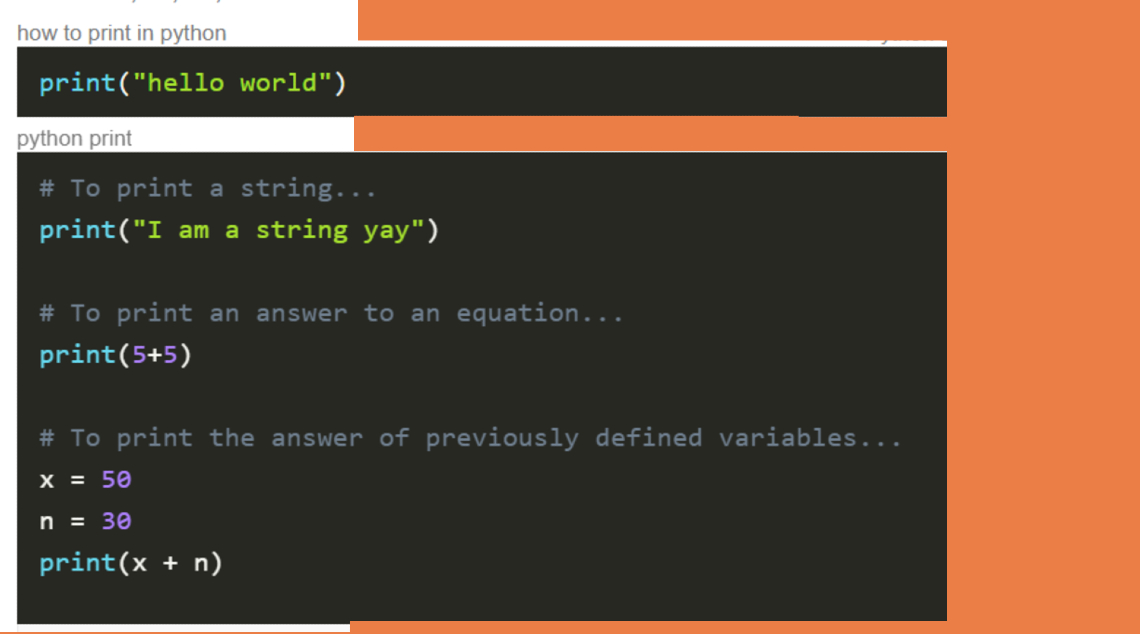 how to print in python
print("hello world")
python print
# To print a string...
print("I am a string yay")
# To print an answer to an equation...
print(5+5)
# To print the answer of previously defined variables...
x = 50
n = 30
print(x + n)